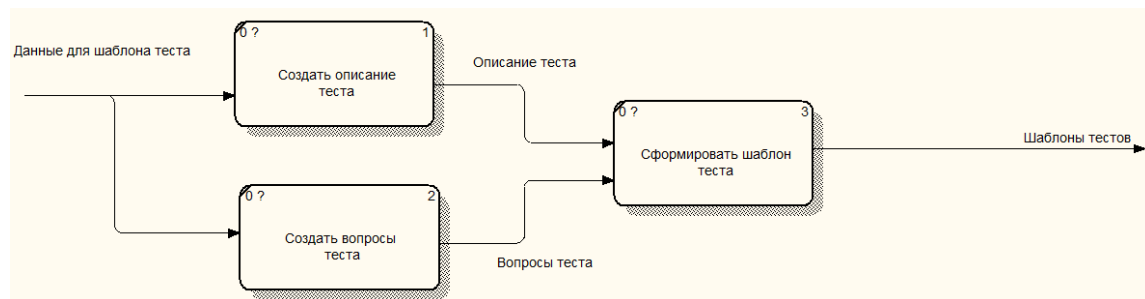 Данные для шаблона теста
0 ?
1
Создать описание
теста
Описание теста
0 ?
3
Сформировать шаблон
теста
Шаблоны тестов
0 ?
2
Создать вопросы
теста
Вопросы теста